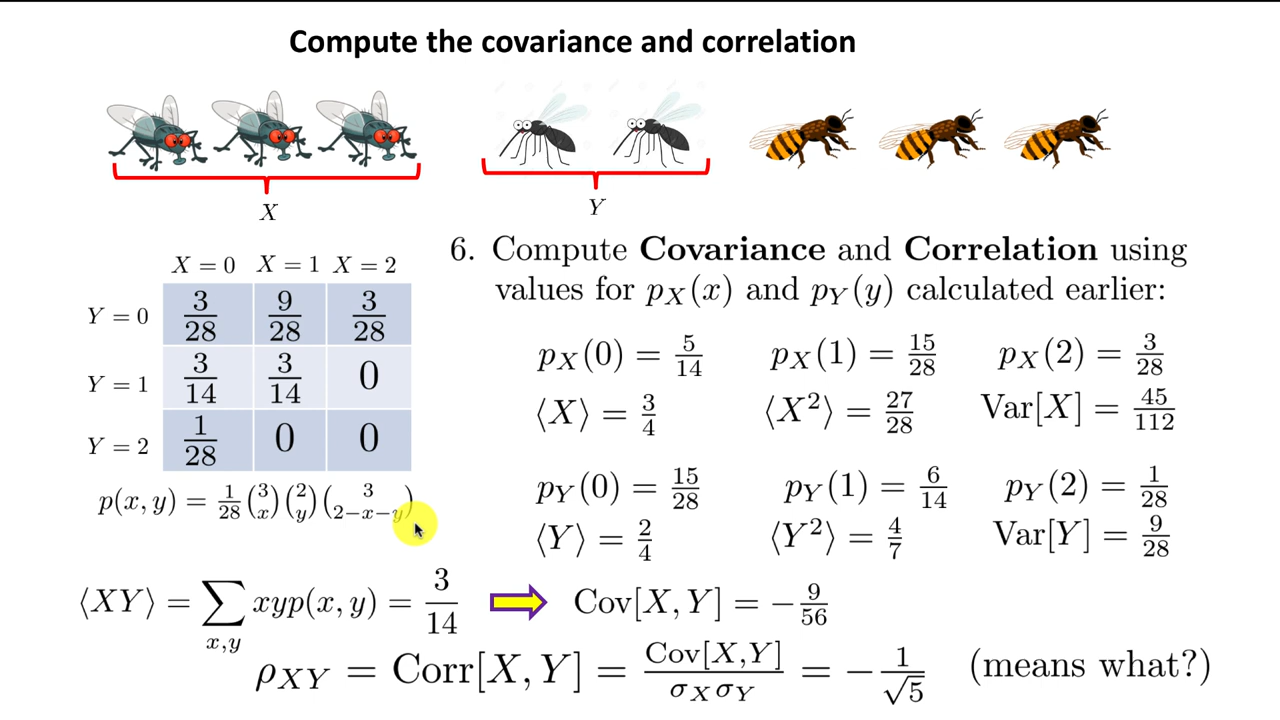 Compute the covariance and correlation
X
Y
6. Compute Covariance and Correlation using
values for p_X(x) and p_Y(y) calculated earlier:
X = 0 X = 1 X = 2
Y = 0 3/28 9/28 3/28
Y = 1 3/14 3/14 0
Y = 2 1/28 0 0
p(x, y) = 1/28 (3 x) (2 y) (3 2−x−y)
p_X(0) = 5/14 p_X(1) = 15/28 p_X(2) = 3/28
⟨X⟩ = 3/4 ⟨X²⟩ = 27/28 Var[X] = 45/112
p_Y(0) = 15/28 p_Y(1) = 6/14 p_Y(2) = 1/28
⟨Y⟩ = 2/4 ⟨Y²⟩ = 4/7 Var[Y] = 9/28
⟨XY⟩ = ∑_{x,y} xyp(x, y) = 3/14 Cov[X, Y] = −9/56
ρ_XY = Corr[X, Y] = Cov[X,Y]/σ_Xσ_Y = −1/√5 (means what?)